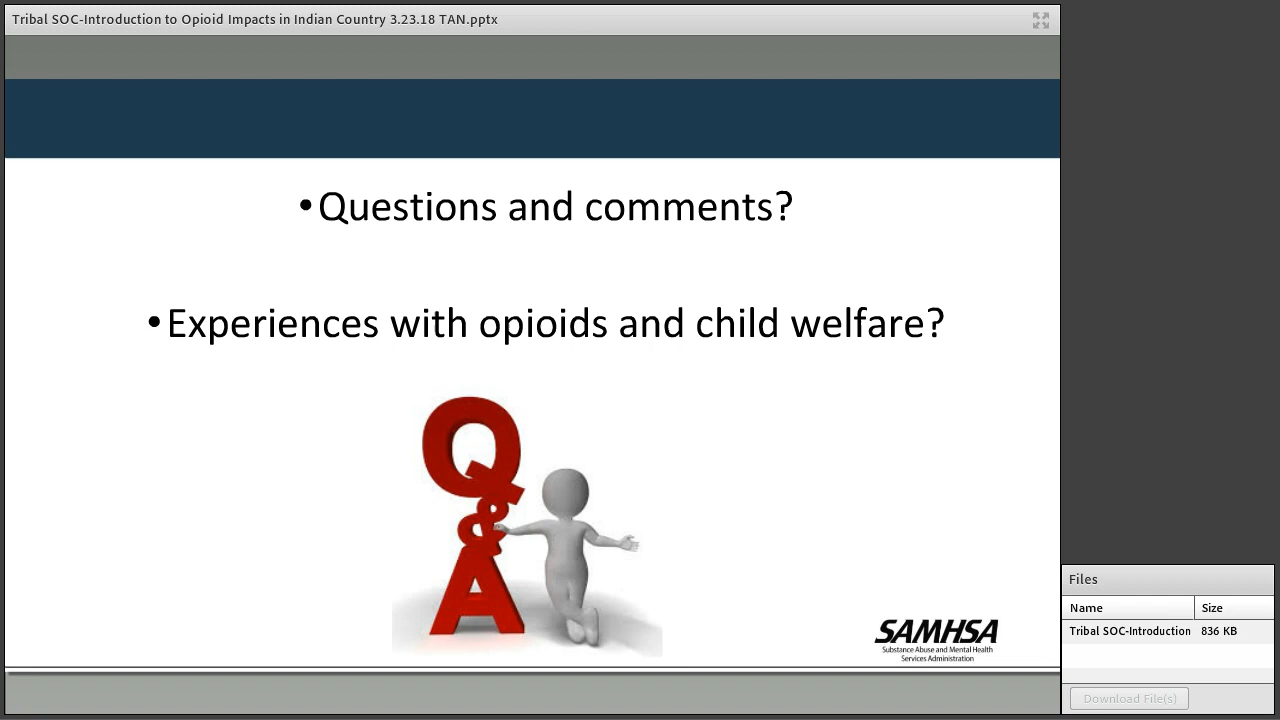 Tribal SOC-Introduction to Opioid Impacts in Indian Country 3.23.18 TAN.pptx
•Questions and comments?
•Experiences with opioids and child welfare?
Q
&
A
SAMHSA
Substance Abuse and Mental Health
Services Administration
Files
Name Size
Tribal SOC-Introduction 836 KB
Download File(s)